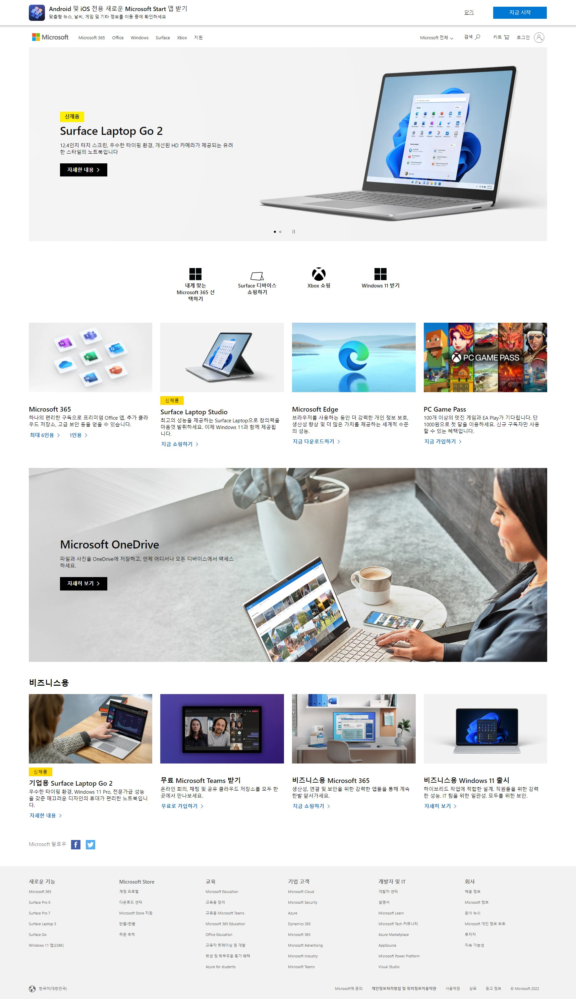 Android 및 iOS 전용 새로운 Microsoft Start 앱 받기
맞춤형 뉴스, 날씨, 게임 및 기타 정보를 이동 중에 확인하세요
닫기
지금 시작
Microsoft
Microsoft 365
Office
Windows
Surface
Xbox
지원
Microsoft 전체
검색
카트
로그인
신제품
Surface Laptop Go 2
12.4인치 터치 스크린, 우수한 타이핑 환경, 개선된 HD 카메라가 제공되는 유려
한 스타일의 노트북입니다
자세한 내용
내게 맞는
Microsoft 365 선
택하기
Surface 디바이스
쇼핑하기
Xbox 쇼핑
Windows 11 받기
PC GAME PASS
Microsoft 365
하나의 편리한 구독으로 프리미엄 Office 앱, 추가 클라
우드 저장소, 고급 보안 등을 얻을 수 있습니다.
최대 6인용
1인용
신제품
Surface Laptop Studio
최고의 성능을 제공하는 Surface Laptop으로 창의력을
마음껏 발휘하세요. 이제 Windows 11과 함께 제공됩
니다.
지금 쇼핑하기
Microsoft Edge
브라우저를 사용하는 동안 더 강력한 개인 정보 보호,
생산성 향상 및 더 많은 가치를 제공하는 세계적 수준
의 성능.
지금 다운로드하기
PC Game Pass
100개 이상의 멋진 게임과 EA Play가 기다립니다. 단
1000원으로 첫 달을 이용하세요. 신규 구독자만 사용
할 수 있는 혜택입니다.
지금 가입하기
Microsoft OneDrive
파일과 사진을 OneDrive에 저장하고, 언제 어디서나 모든 디바이스에서 액세스
하세요.
자세히 보기
비즈니스용
신제품
기업용 Surface Laptop Go 2
우수한 타이핑 환경, Windows 11 Pro, 전문가급 성능
을 갖춘 매끄러운 디자인의 휴대가 편리한 노트북입니
다.
자세한 내용
무료 Microsoft Teams 받기
온라인 회의, 채팅 및 공유 클라우드 저장소를 모두 한
곳에서 만나보세요.
무료로 가입하기
비즈니스용 Microsoft 365
생산성, 연결 및 보안을 위한 강력한 앱들을 통해 계속
한발 앞서가세요.
지금 쇼핑하기
비즈니스용 Windows 11 출시
하이브리드 작업에 적합한 설계. 직원들을 위한 강력
한 성능. IT 팀을 위한 일관성. 모두를 위한 보안.
자세히 보기
Microsoft 팔로우
새로운 기능
Microsoft 365
Surface Pro X
Surface Pro 7
Surface Laptop 3
Surface Go
Windows 11 앱(238K)
Microsoft Store
계정 프로필
다운로드 센터
Microsoft Store 지원
반품/환불
주문 추적
교육
Microsoft Education
교육용 장치
교육용 Microsoft Teams
Microsoft 365 Education
Office Education
교육자 트레이닝 및 개발
학생 및 학부모용 특가 혜택
Azure for students
기업 고객
Microsoft Cloud
Microsoft Security
Azure
Dynamics 365
Microsoft 365
Microsoft Advertising
Microsoft Industry
Microsoft Teams
개발자 및 IT
개발자 센터
설명서
Microsoft Learn
Microsoft Tech 커뮤니티
Azure Marketplace
AppSource
Microsoft Power Platform
Visual Studio
회사
채용 정보
Microsoft 정보
회사 뉴스
Microsoft 개인 정보 보호
투자자
지속 가능성
한국어(대한민국)
Microsoft에 문의
개인정보처리방침 및 위치정보이용약관
사용약관
상표
광고 정보
© Microsoft 2022